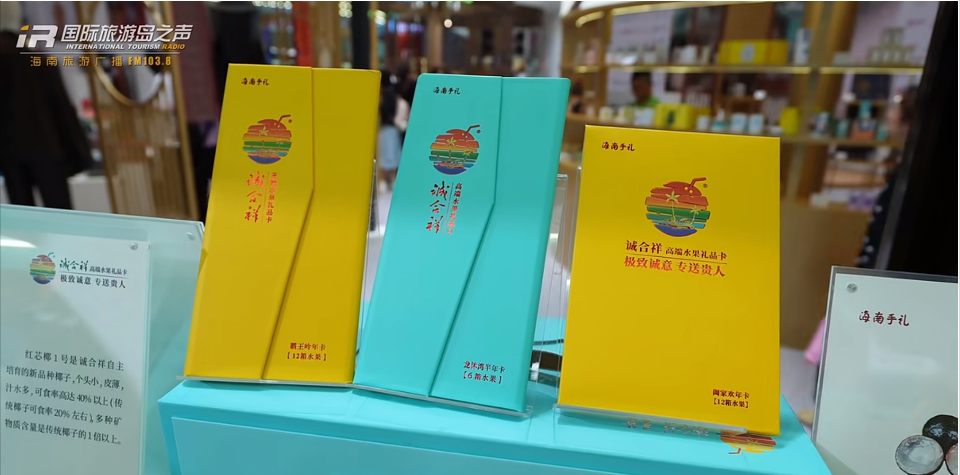 iR 国际旅游岛之声
INTERNATIONAL TOURISM RADIO
海南旅游广播 FM103.8
海南手礼
诚合祥
高端水果礼品卡
霸王岭年卡
【12箱水果】
海南手礼
诚合祥
高端水果礼品卡
龙沐湾半年卡
【6箱水果】
海南手礼
诚合祥 高端水果礼品卡
极致诚意 专送贵人
阖家欢年卡
【12箱水果】
诚合祥 高端水果礼品卡
极致诚意 专送贵人
红芯椰1号是诚合祥自主
培育的新品种椰子,个头小,皮薄,
汁水多,可食率高达40%以上(传
统椰子可食率20%左右),多种矿
物质含量是传统椰子的1倍以上。
海南手礼